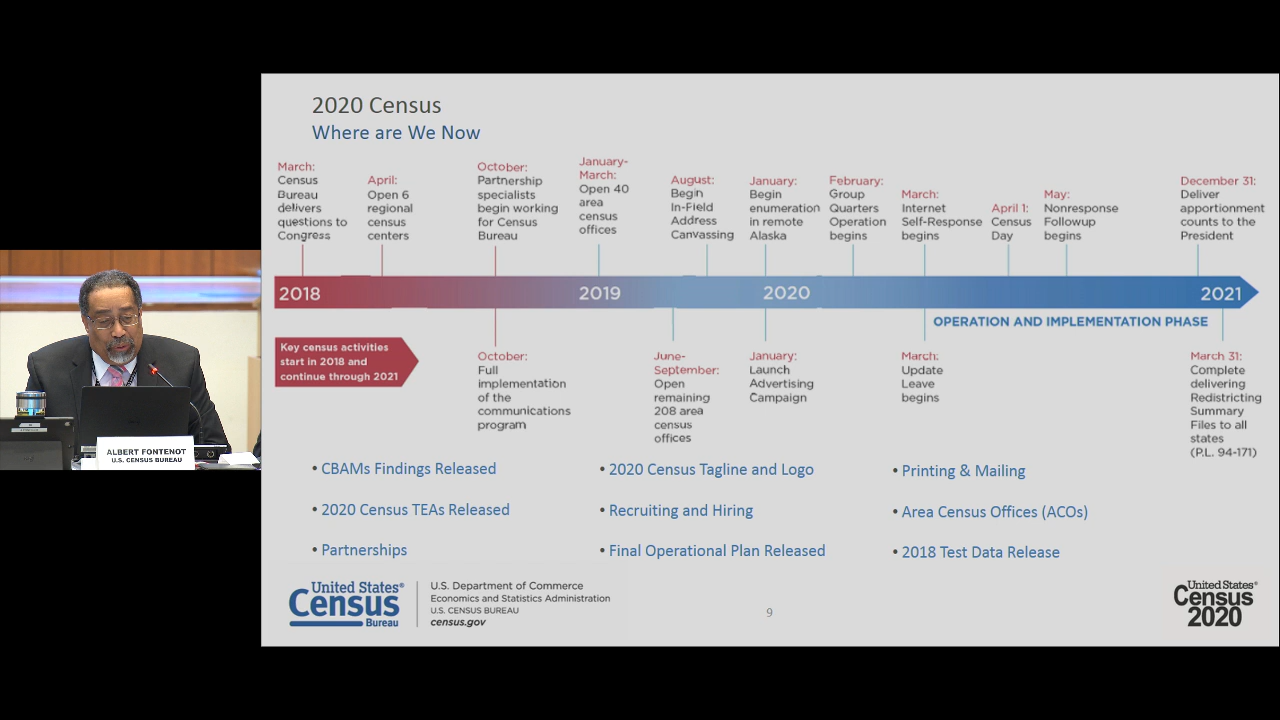 2020 Census
Where are We Now
March:
Census
Bureau
delivers
questions to
Congress
April:
Open 6
regional
census
centers
October:
Partnership
specialists
begin working
for Census
Bureau
January-
March:
Open 40
area
census
offices
August:
Begin
In-Field
Address
Canvassing
January:
Begin
enumeration
in remote
Alaska
February:
Group
Quarters
Operation
begins
March:
Internet
Self-Response
begins
April 1:
Census
Day
May:
Nonresponse
Followup
begins
December 31:
Deliver
apportionment
counts to the
President
2018
2019
2020
2021
OPERATION AND IMPLEMENTATION PHASE
Key census activities
start in 2018 and
continue through 2021
October:
Full
implementation
of the
communications
program
June-
September:
Open
remaining
208 area
census
offices
January:
Launch
Advertising
Campaign
March:
Update
Leave
begins
March 31:
Complete
delivering
Redistricting
Summary
Files to all
states
(P.L. 94-171)
• CBAMs Findings Released
• 2020 Census TEAs Released
• Partnerships
• 2020 Census Tagline and Logo
• Recruiting and Hiring
• Final Operational Plan Released
• Printing & Mailing
• Area Census Offices (ACOs)
• 2018 Test Data Release
United States®
Census
Bureau
U.S. Department of Commerce
Economics and Statistics Administration
U.S. CENSUS BUREAU
census.gov
9
United States®
Census
2020
ALBERT FONTENOT
U.S. CENSUS BUREAU